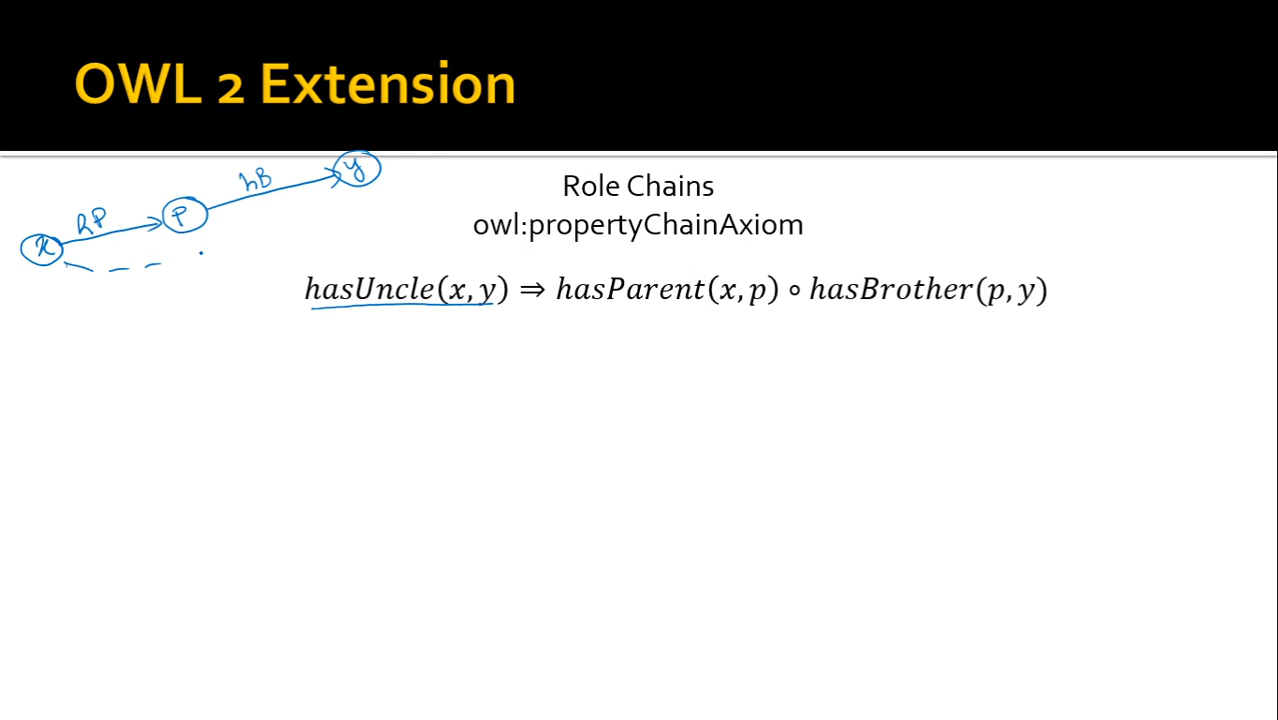 OWL 2 Extension
hB
y
Role Chains
hP
p
owl:propertyChainAxiom
x
hasUncle(x, y) ⇒ hasParent(x, p) ∘ hasBrother(p, y)